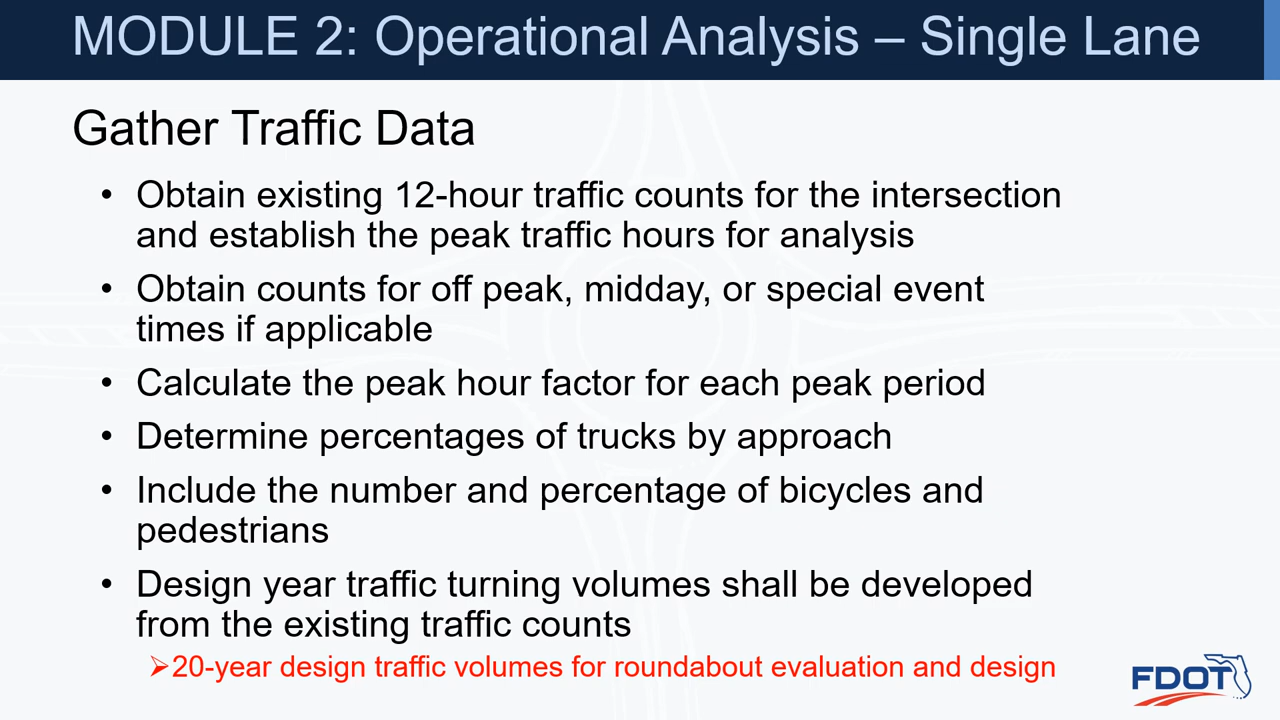 MODULE 2: Operational Analysis – Single Lane
Gather Traffic Data
• Obtain existing 12-hour traffic counts for the intersection
and establish the peak traffic hours for analysis
• Obtain counts for off peak, midday, or special event
times if applicable
• Calculate the peak hour factor for each peak period
• Determine percentages of trucks by approach
• Include the number and percentage of bicycles and
pedestrians
• Design year traffic turning volumes shall be developed
from the existing traffic counts
➢20-year design traffic volumes for roundabout evaluation and design
FDOT